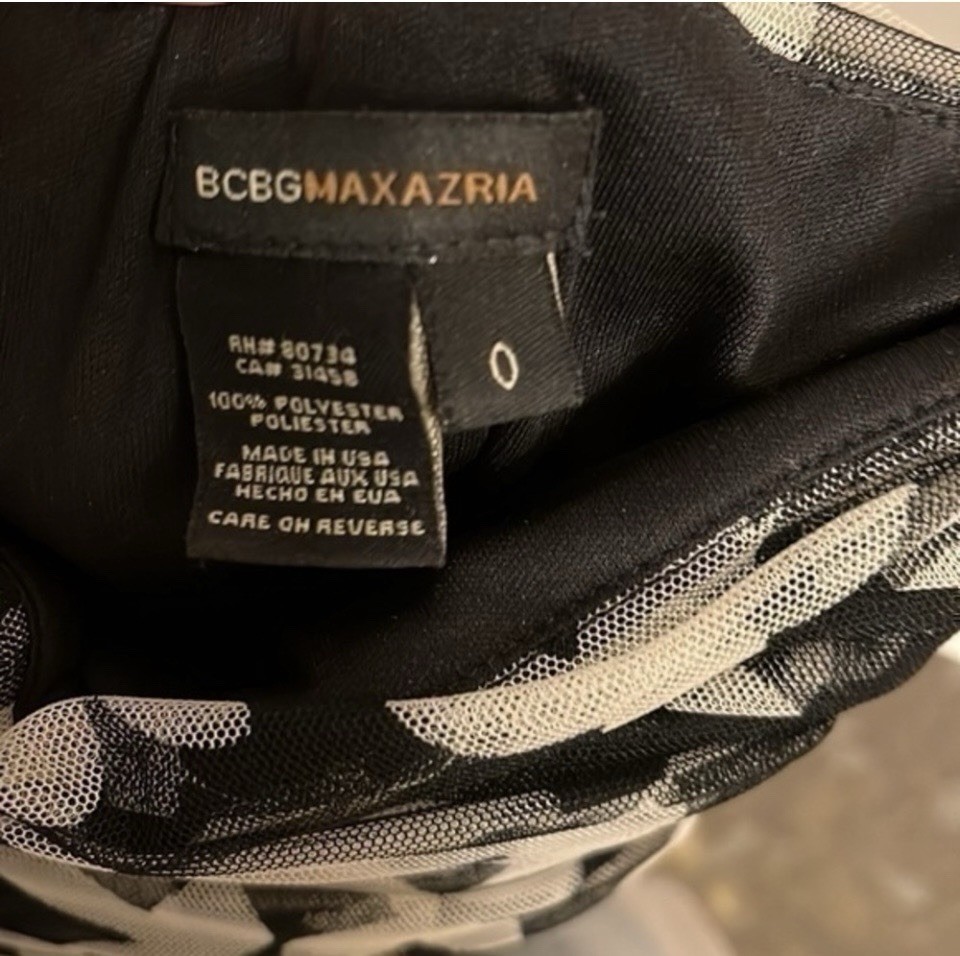 BCBGMAXAZRIA
0
RN# 80734
CA# 31458
100% POLYESTER
POLIESTER
MADE IN USA
FABRIQUE AUX USA
HECHO EN EUA
CARE ON REVERSE